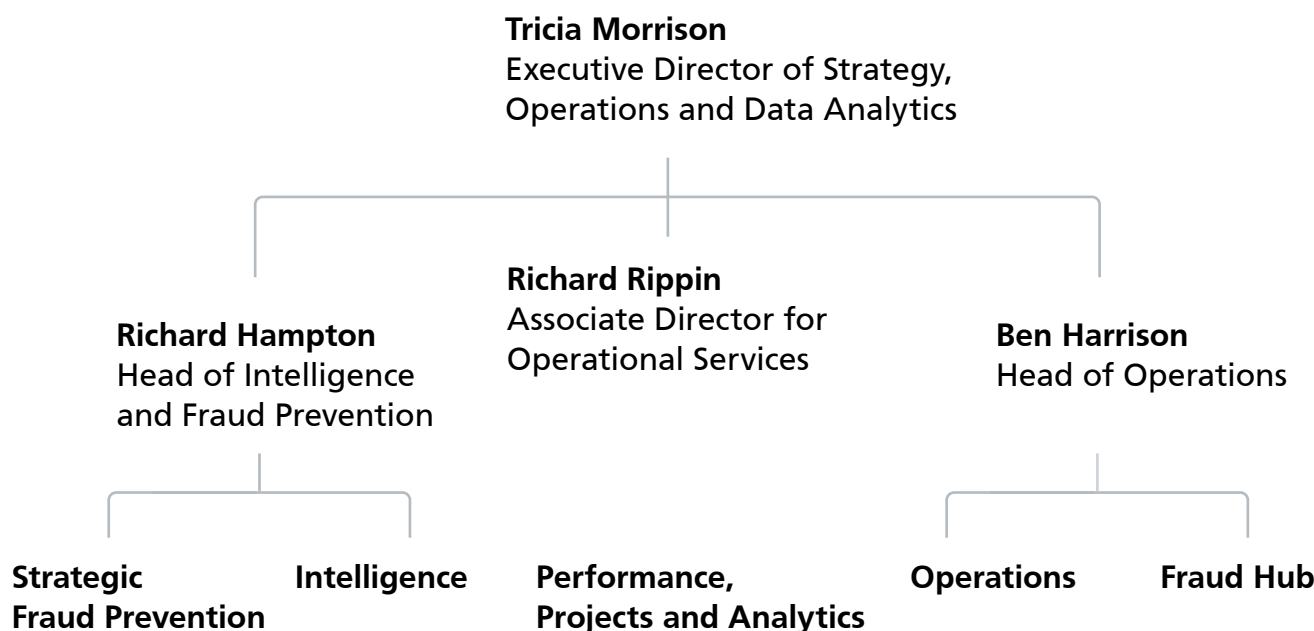 Tricia Morrison
Executive Director of Strategy,
Operations and Data Analytics
Richard Hampton
Head of Intelligence
and Fraud Prevention
Richard Rippin
Associate Director for
Operational Services
Ben Harrison
Head of Operations
Strategic
Fraud Prevention
Intelligence
Performance,
Projects and Analytics
Operations
Fraud Hub